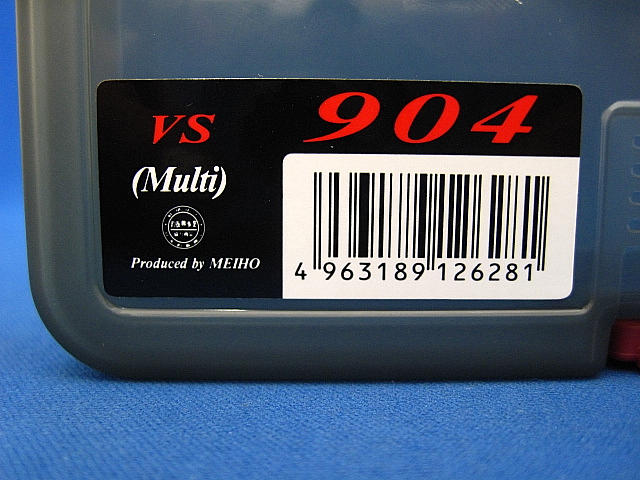 VS 904
(Multi)
Produced by MEIHO
4 963189 126281